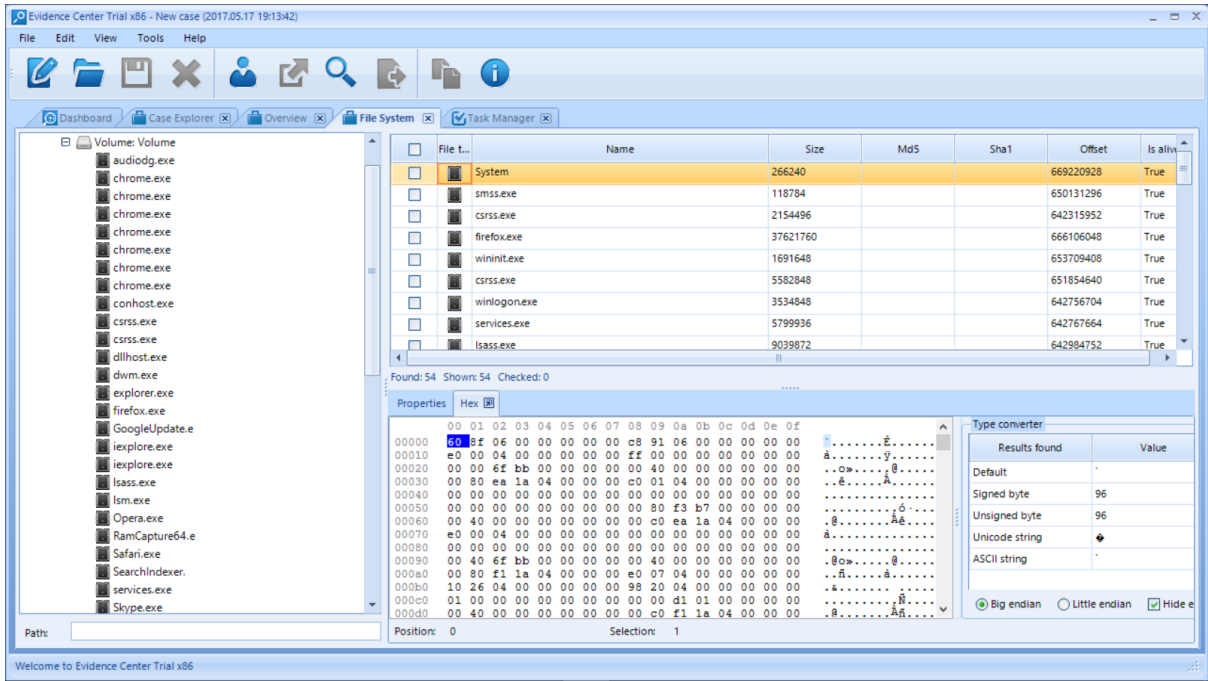 Evidence Center Trial x86 - New case (2017.05.17 19:13:42)
File Edit View Tools Help
Dashboard Case Explorer Overview File System Task Manager
Volume: Volume
audiodg.exe
chrome.exe
chrome.exe
chrome.exe
chrome.exe
chrome.exe
chrome.exe
chrome.exe
conhost.exe
csrss.exe
csrss.exe
dllhost.exe
dwm.exe
explorer.exe
firefox.exe
GoogleUpdate.e
iexplore.exe
iexplore.exe
lsass.exe
lsm.exe
Opera.exe
RamCapture64.e
Safari.exe
SearchIndexer.
services.exe
Skype.exe
Path:
File t... Name Size Md5 Sha1 Offset Is alive
System 266240 669220928 True
smss.exe 118784 650131296 True
csrss.exe 2154496 642315952 True
firefox.exe 37621760 666106048 True
wininit.exe 1691648 653709408 True
csrss.exe 5582848 651854640 True
winlogon.exe 3534848 642756704 True
services.exe 5799936 642767664 True
lsass.exe 9039872 642984752 True
Found: 54 Shown: 54 Checked: 0
Properties Hex
00 01 02 03 04 05 06 07 08 09 0a 0b 0c 0d 0e 0f
00000 60 8f 06 00 00 00 00 00 c8 91 06 00 00 00 00 00 `.......È.......
00010 e0 00 04 00 00 00 00 00 ff 00 00 00 00 00 00 00 à.......ÿ.......
00020 00 00 6f bb 00 00 00 00 00 40 00 00 00 00 00 00 ..o».....@......
00030 00 80 ea 1a 04 00 00 00 00 c0 01 04 00 00 00 00 ..ê......À......
00040 00 00 00 00 00 00 00 00 00 00 00 00 00 00 00 00 ................
00050 00 00 00 00 00 00 00 00 00 80 f3 b7 00 00 00 00 ..........ó·....
00060 00 40 00 00 00 00 00 00 00 c0 ea 1a 04 00 00 00 .@.......Àê.....
00070 e0 00 04 00 00 00 00 00 00 00 00 00 00 00 00 00 à...............
00080 00 00 00 00 00 00 00 00 00 00 00 00 00 00 00 00 ................
00090 00 40 6f bb 00 00 00 00 00 40 00 00 00 00 00 00 .@o».....@......
000a0 00 80 f1 1a 04 00 00 00 00 e0 07 04 00 00 00 00 ..ñ......à......
000b0 10 26 04 00 00 00 00 00 98 20 04 00 00 00 00 00 .&....... ......
000c0 01 00 00 00 00 00 00 00 00 00 d1 01 00 00 00 00 ..........Ñ.....
000d0 00 40 00 00 00 00 00 00 00 c0 f1 1a 04 00 00 00 .@.......Àñ.....
Position: 0 Selection: 1
Type converter
Results found Value
Default `
Signed byte 96
Unsigned byte 96
Unicode string �
ASCII string `
Big endian Little endian Hide e
Welcome to Evidence Center Trial x86